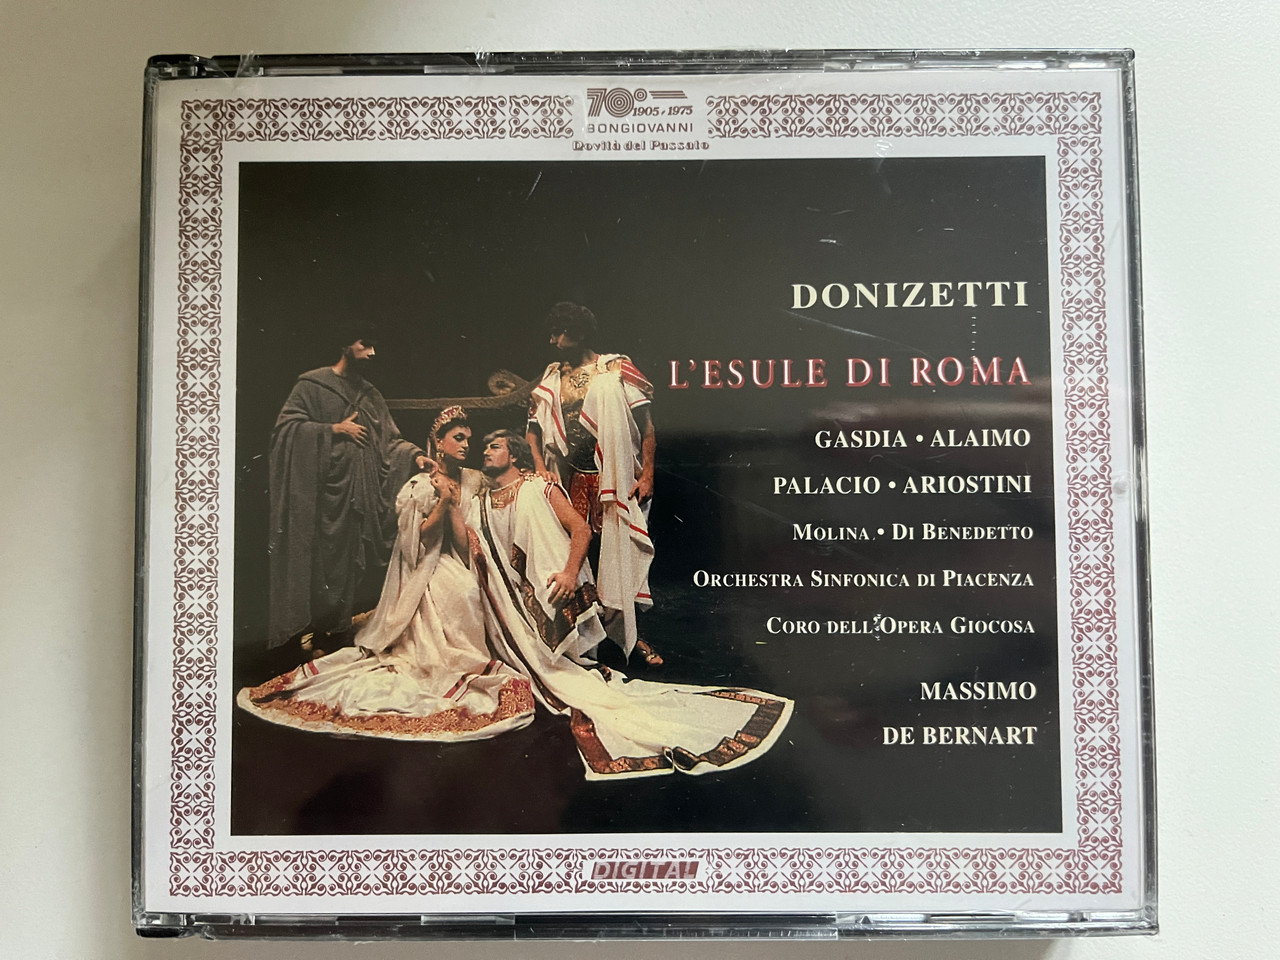 70° 1905-1975
BONGIOVANNI
Novità del Passato
DONIZETTI
L'ESULE DI ROMA
GASDIA • ALAIMO
PALACIO • ARIOSTINI
MOLINA • DI BENEDETTO
ORCHESTRA SINFONICA DI PIACENZA
CORO DELL'OPERA GIOCOSA
MASSIMO
DE BERNART
DIGITAL